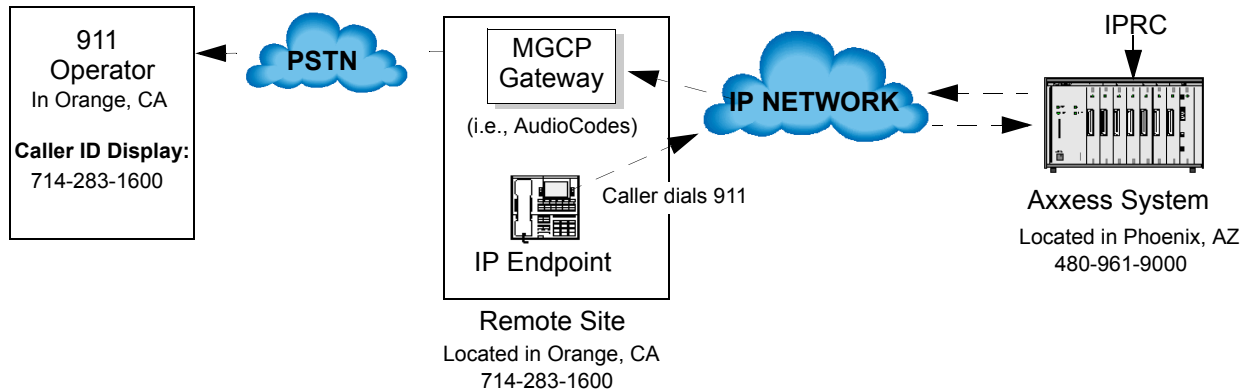 911
Operator
In Orange, CA
Caller ID Display:
714-283-1600
PSTN
MGCP
Gateway
(i.e., AudioCodes)
IP Endpoint
Caller dials 911
Remote Site
Located in Orange, CA
714-283-1600
IP NETWORK
IPRC
Axxess System
Located in Phoenix, AZ
480-961-9000